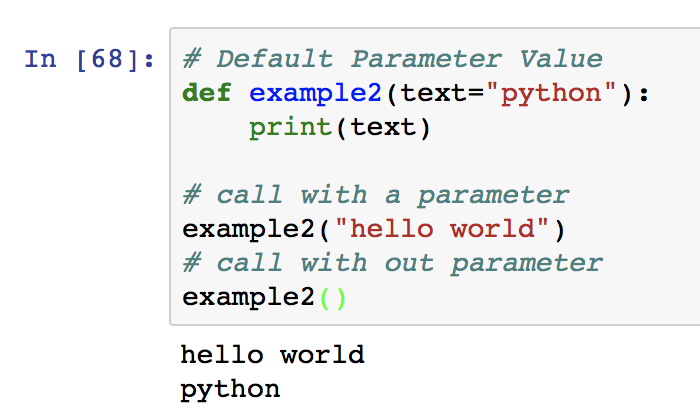 In [68]: # Default Parameter Value
def example2(text="python"):
    print(text)

# call with a parameter
example2("hello world")
# call with out parameter
example2()
hello world
python